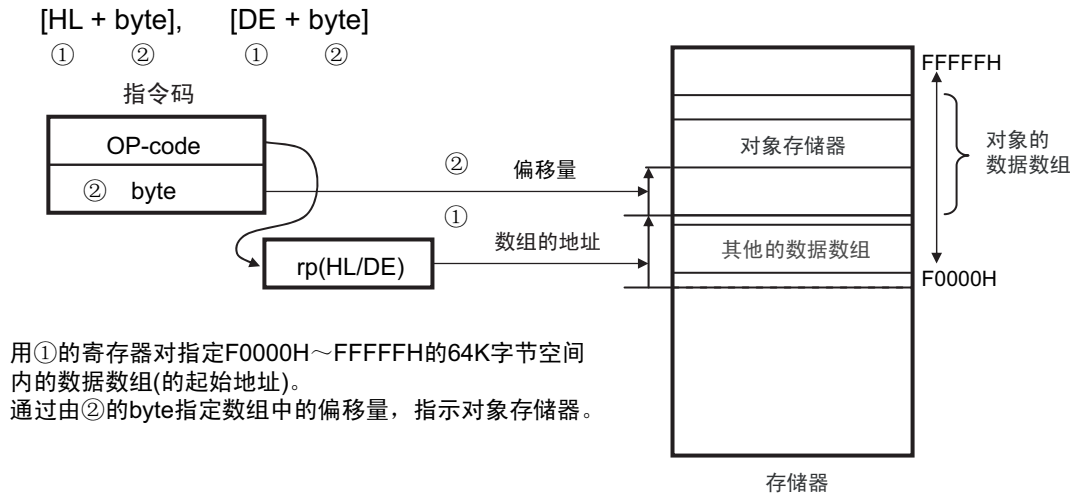 [HL + byte], [DE + byte]
① ② ① ②
指令码
OP-code
② byte
② 偏移量
① 数组的地址
rp(HL/DE)
FFFFFH
对象存储器
对象的
数据数组
其他的数据数组
F0000H
用①的寄存器对指定F0000H～FFFFFH的64K字节空间
内的数据数组(的起始地址)。
通过由②的byte指定数组中的偏移量，指示对象存储器。
存储器